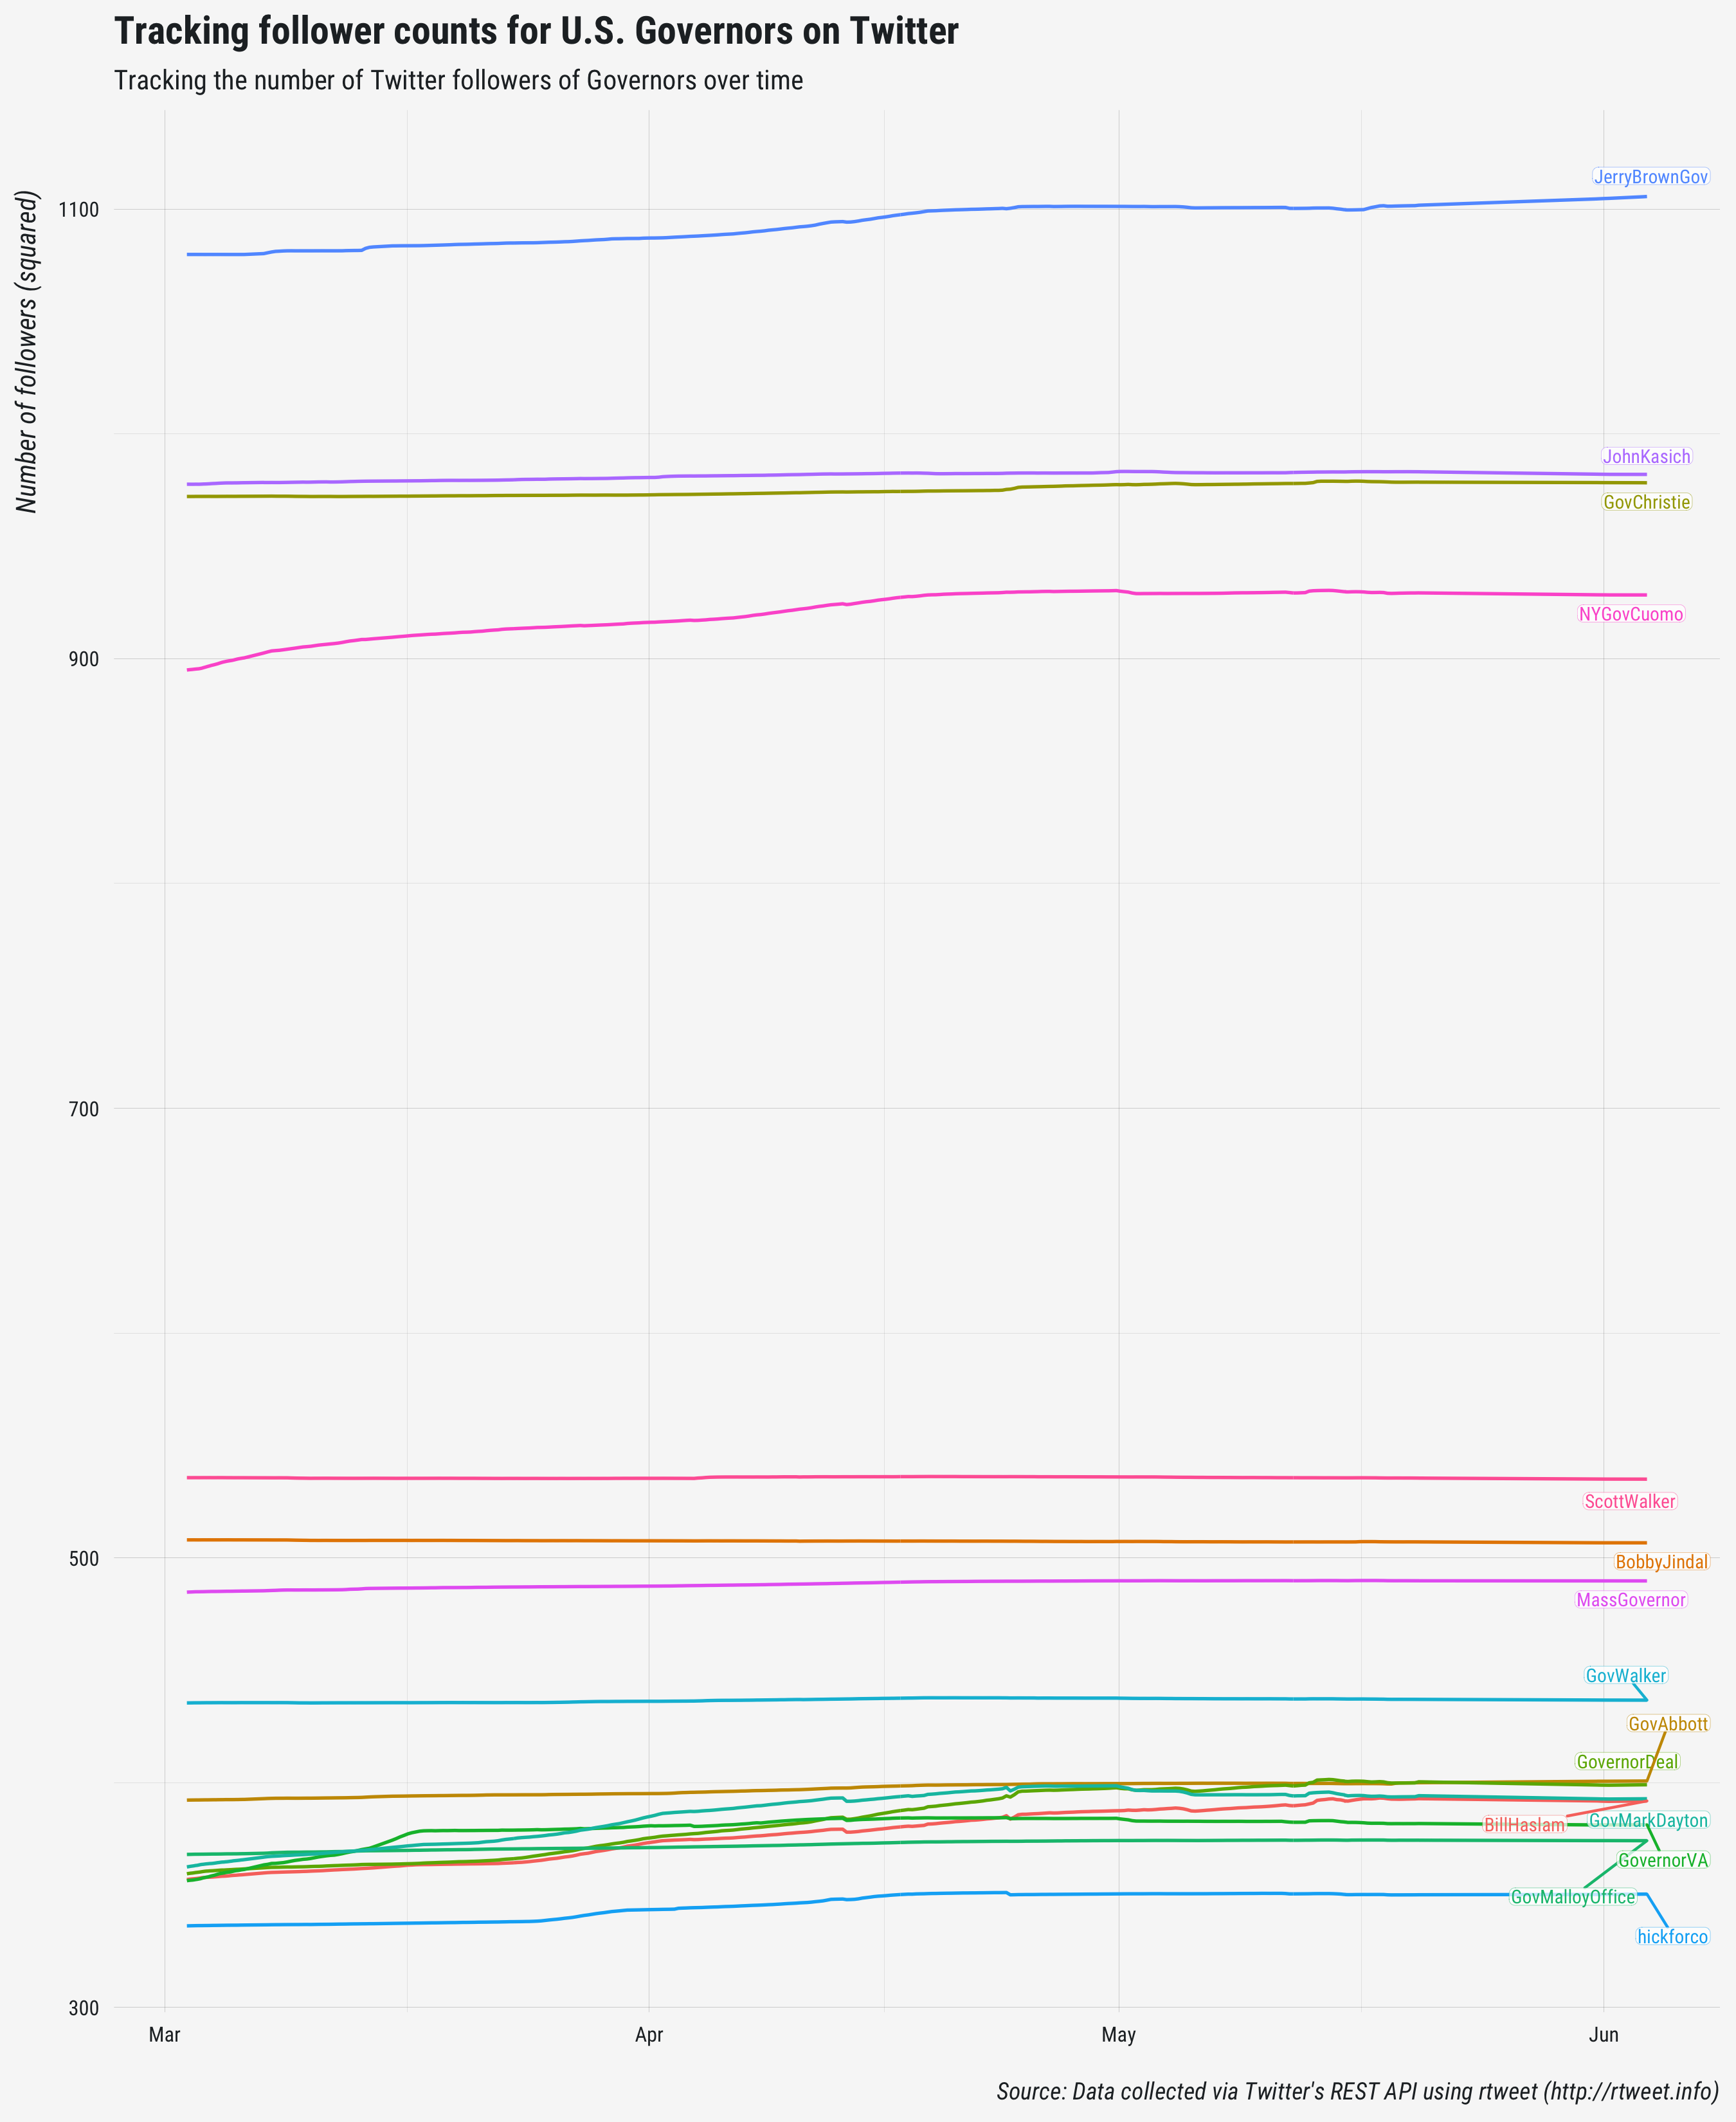 Tracking follower counts for U.S. Governors on Twitter
Tracking the number of Twitter followers of Governors over time
Number of followers (squared)
1100
900
700
500
300
JerryBrownGov
JohnKasich
GovChristie
NYGovCuomo
ScottWalker
BobbyJindal
MassGovernor
GovWalker
GovAbbott
GovernorDeal
GovMarkDayton
BillHaslam
GovernorVA
GovMalloyOffice
hickforco
Mar Apr May Jun
Source: Data collected via Twitter's REST API using rtweet (http://rtweet.info)